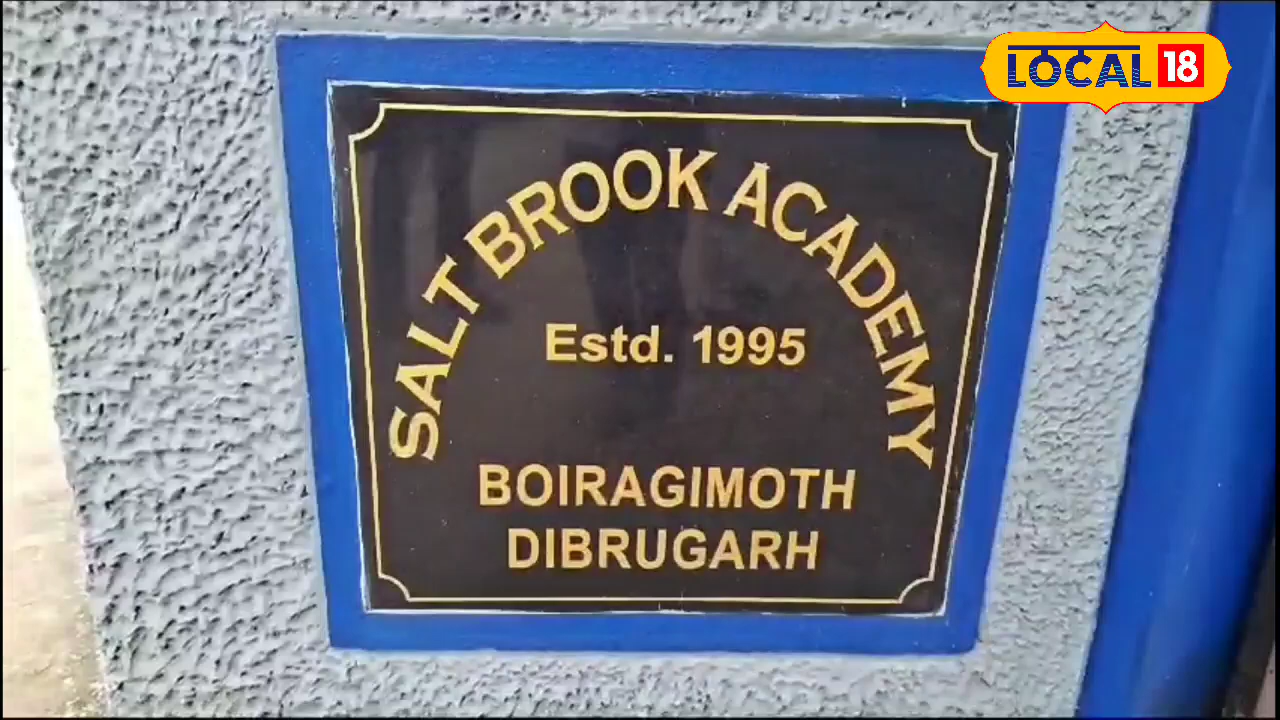 LOCAL 18
SALT BROOK ACADEMY
Estd. 1995
BOIRAGIMOTH
DIBRUGARH